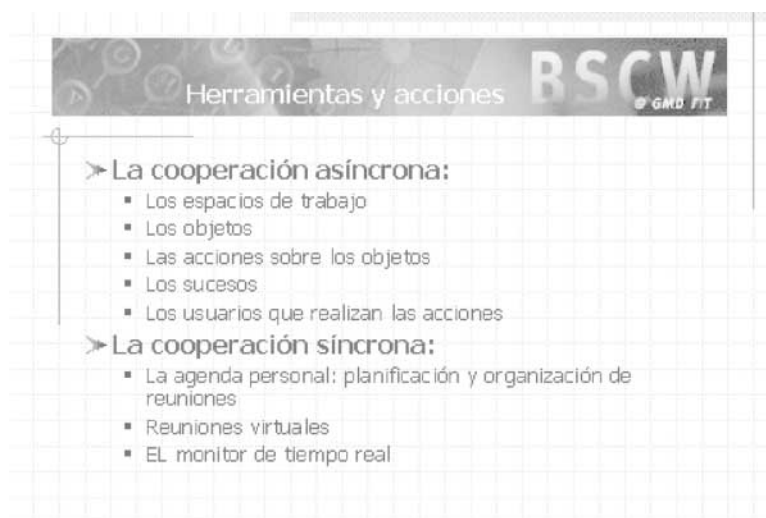 Herramientas y acciones
BSCW
@ GMD FIT
La cooperación asíncrona:
Los espacios de trabajo
Los objetos
Las acciones sobre los objetos
Los sucesos
Los usuarios que realizan las acciones
La cooperación síncrona:
La agenda personal: planificación y organización de
reuniones
Reuniones virtuales
EL monitor de tiempo real